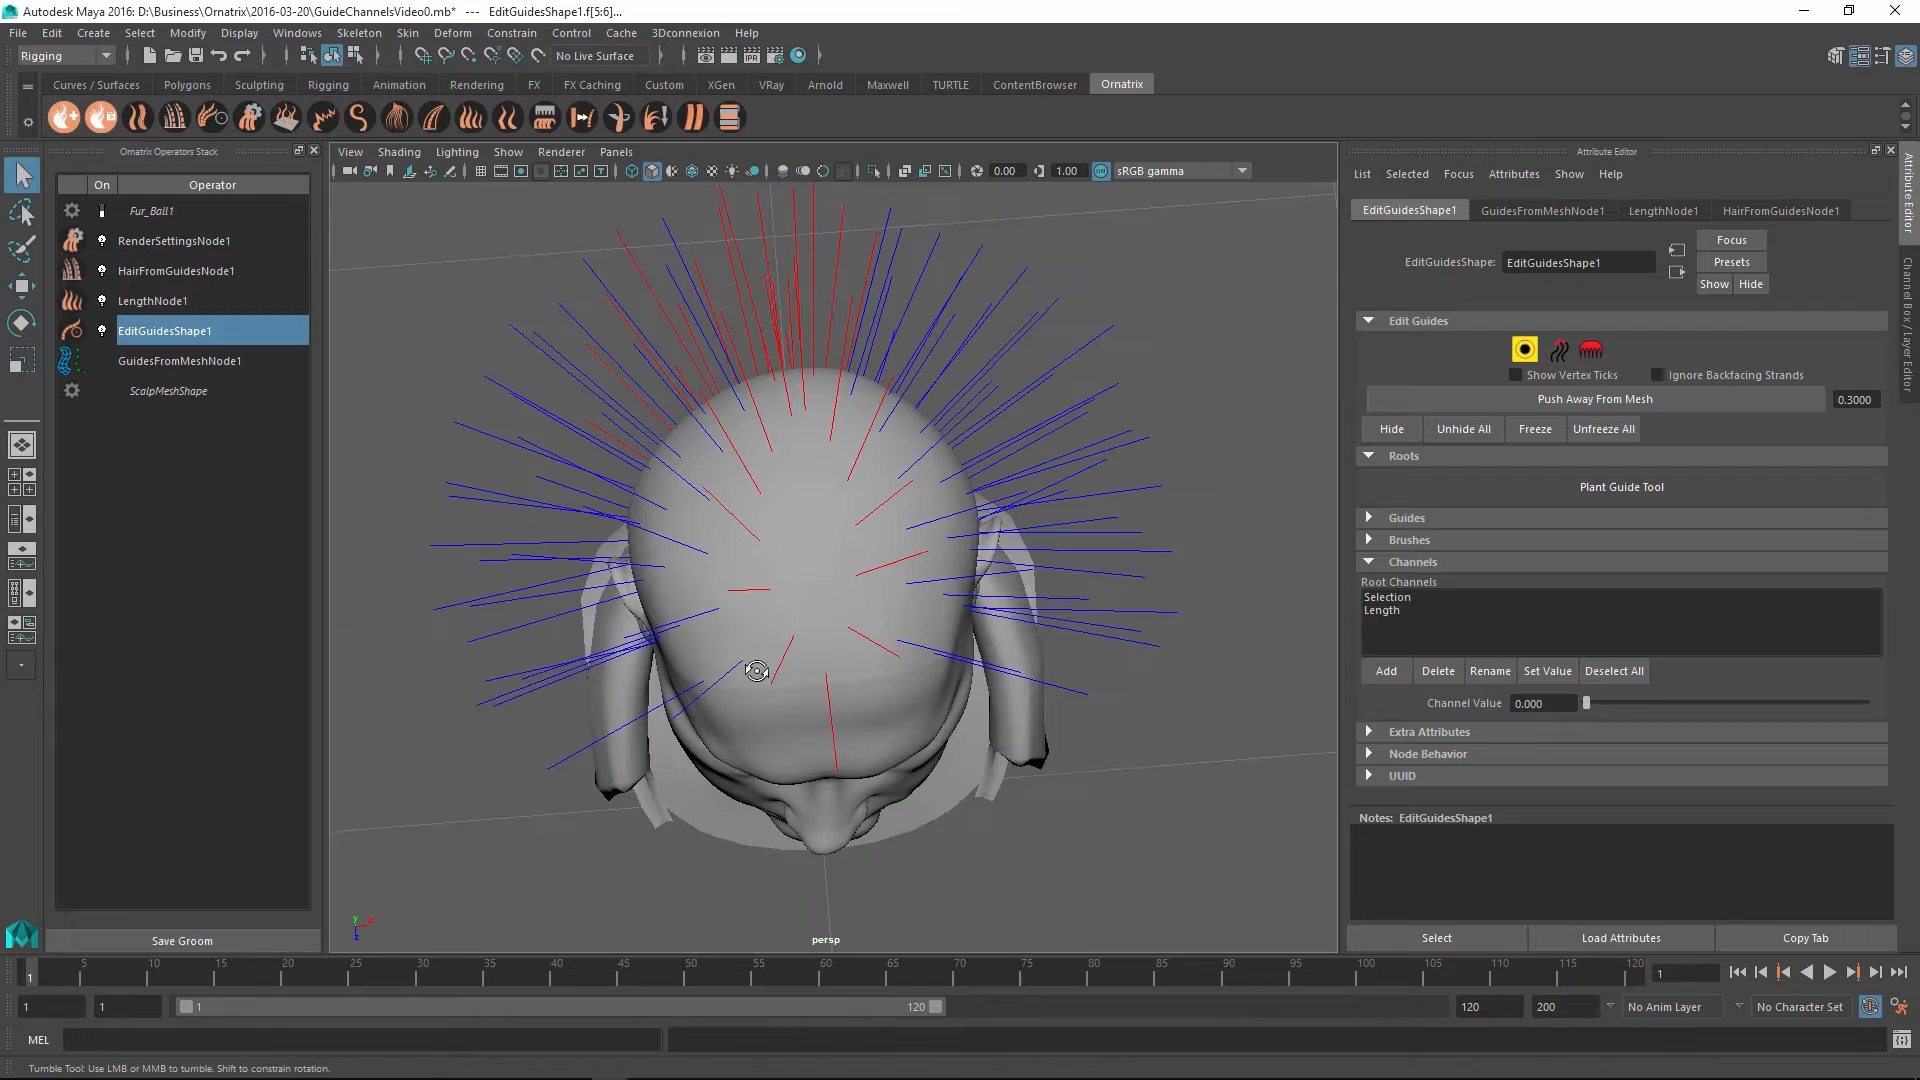 Autodesk Maya 2016: D:\Business\Ornatrix\2016-03-20\GuideChannelsVideo0.mb* --- EditGuidesShape1.f[5:6]...
File Edit Create Select Modify Display Windows Skeleton Skin Deform Constrain Control Cache 3Dconnexion Help
Rigging No Live Surface
Curves / Surfaces Polygons Sculpting Rigging Animation Rendering FX FX Caching Custom XGen VRay Arnold Maxwell TURTLE ContentBrowser Ornatrix
IPR
Ornatrix Operators Stack
On Operator
Fur_Ball1
RenderSettingsNode1
HairFromGuidesNode1
LengthNode1
EditGuidesShape1
GuidesFromMeshNode1
ScalpMeshShape
Save Groom
View Shading Lighting Show Renderer Panels
0.00 1.00 ON sRGB gamma
y x
z
persp
Attribute Editor
List Selected Focus Attributes Show Help
EditGuidesShape1 GuidesFromMeshNode1 LengthNode1 HairFromGuidesNode1
EditGuidesShape: EditGuidesShape1
Focus
Presets
Show Hide
Edit Guides
Show Vertex Ticks Ignore Backfacing Strands
Push Away From Mesh 0.3000
Hide Unhide All Freeze Unfreeze All
Roots
Plant Guide Tool
Guides
Brushes
Channels
Root Channels
Selection
Length
Add Delete Rename Set Value Deselect All
Channel Value 0.000
Extra Attributes
Node Behavior
UUID
Notes: EditGuidesShape1
Select Load Attributes Copy Tab
Attribute Editor
Channel Box / Layer Editor
1 5 10 15 20 25 30 35 40 45 50 55 60 65 70 75 80 85 90 95 100 105 110 115 120 1
1 1 1 120 120 200 No Anim Layer No Character Set
MEL
Tumble Tool: Use LMB or MMB to tumble. Shift to constrain rotation.